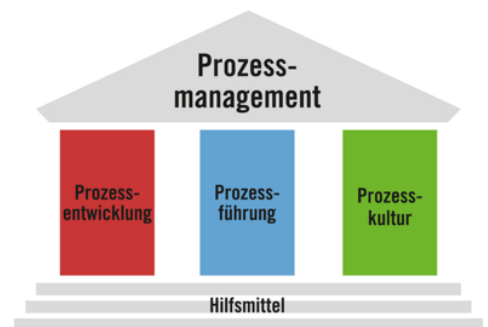 Prozess-
management
Prozess-
entwicklung
Prozess-
führung
Prozess-
kultur
Hilfsmittel